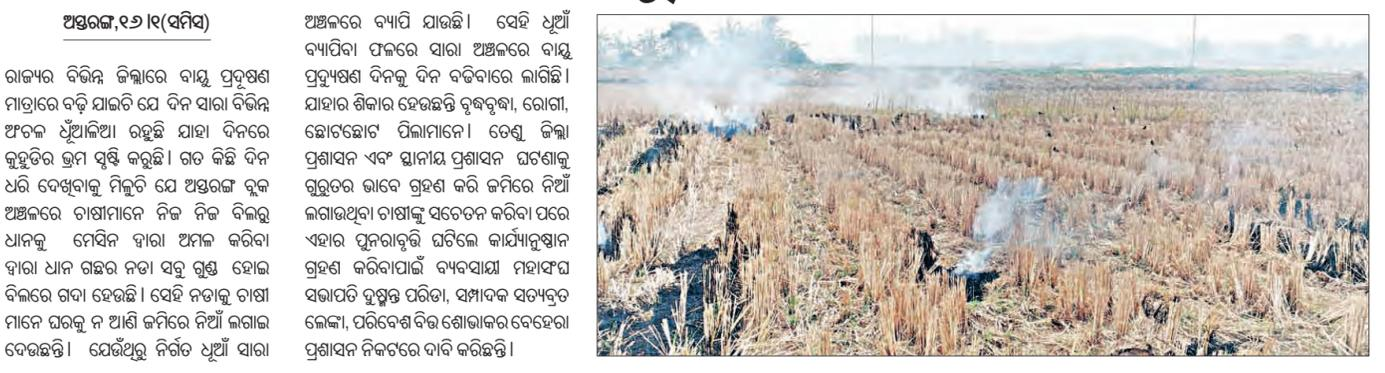 ଅସ୍ତରଙ୍ଗ,୧୬।୧(ସମିସ)
ରାଜ୍ୟର ବିଭିନ୍ନ ଜିଲ୍ଲାରେ ବାୟୁ ପ୍ରଦୂଷଣ
ମାତ୍ରାରେ ବଢ଼ି ଯାଇଚି ଯେ ଦିନ ସାରା ବିଭିନ୍ନ
ଅଂଚଳ ଧୂଁଆଳିଆ ରହୁଛି ଯାହା ଦିନରେ
କୁହୁଡିର ଭ୍ରମ ସୃଷ୍ଟି କରୁଛି। ଗତ କିଛି ଦିନ
ଧରି ଦେଖିବାକୁ ମିଳୁଚି ଯେ ଅସ୍ତରଙ୍ଗ ବ୍ଲକ
ଅଞ୍ଚଳରେ ଚାଷୀମାନେ ନିଜ ନିଜ ବିଲରୁ
ଧାନକୁ ମେସିନ ଦ୍ୱାରା ଅମଳ କରିବା
ଦ୍ୱାରା ଧାନ ଗଛର ନଡା ସବୁ ଗୁଣ୍ଡ ହୋଇ
ବିଲରେ ଗଦା ହେଉଛି। ସେହି ନଡାକୁ ଚାଷୀ
ମାନେ ଘରକୁ ନ ଆଣି ଜମିରେ ନିଆଁ ଲଗାଇ
ଦେଉଛନ୍ତି। ଯେଉଁଥିରୁ ନିର୍ଗତ ଧୂଆଁ ସାରା
ଅଞ୍ଚଳରେ ବ୍ୟାପି ଯାଉଛି। ସେହି ଧୂଆଁ
ବ୍ୟାପିବା ଫଳରେ ସାରା ଅଞ୍ଚଳରେ ବାୟୁ
ପ୍ରଦୁ୍ୟଷଣ ଦିନକୁ ଦିନ ବଢିବାରେ ଲାଗିଛି।
ଯାହାର ଶିକାର ହେଉଛନ୍ତି ବୃଦ୍ଧବୃଦ୍ଧା, ରୋଗୀ,
ଛୋଟଛୋଟ ପିଲାମାନେ। ତେଣୁ ଜିଲ୍ଲା
ପ୍ରଶାସନ ଏବଂ ସ୍ଥାନୀୟ ପ୍ରଶାସନ ଘଟଣାକୁ
ଗୁରୁତର ଭାବେ ଗ୍ରହଣ କରି ଜମିରେ ନିଆଁ
ଲଗାଉଥିବା ଚାଷୀଙ୍କୁ ସଚେତନ କରିବା ପରେ
ଏହାର ପୁନରାବୃତ୍ତି ଘଟିଲେ କାର୍ଯ୍ୟାନୁଷ୍ଠାନ
ଗ୍ରହଣ କରିବାପାଇଁ ବ୍ୟବସାୟୀ ମହାସଂଘ
ସଭାପତି ଦୁଷ୍ମନ୍ତ ପରିଡା, ସମ୍ପାଦକ ସତ୍ୟବ୍ରତ
ଲେଙ୍କା, ପରିବେଶ ବିତ ଶୋଭାକର ବେହେରା
ପ୍ରଶାସନ ନିକଟରେ ଦାବି କରିଛନ୍ତି।